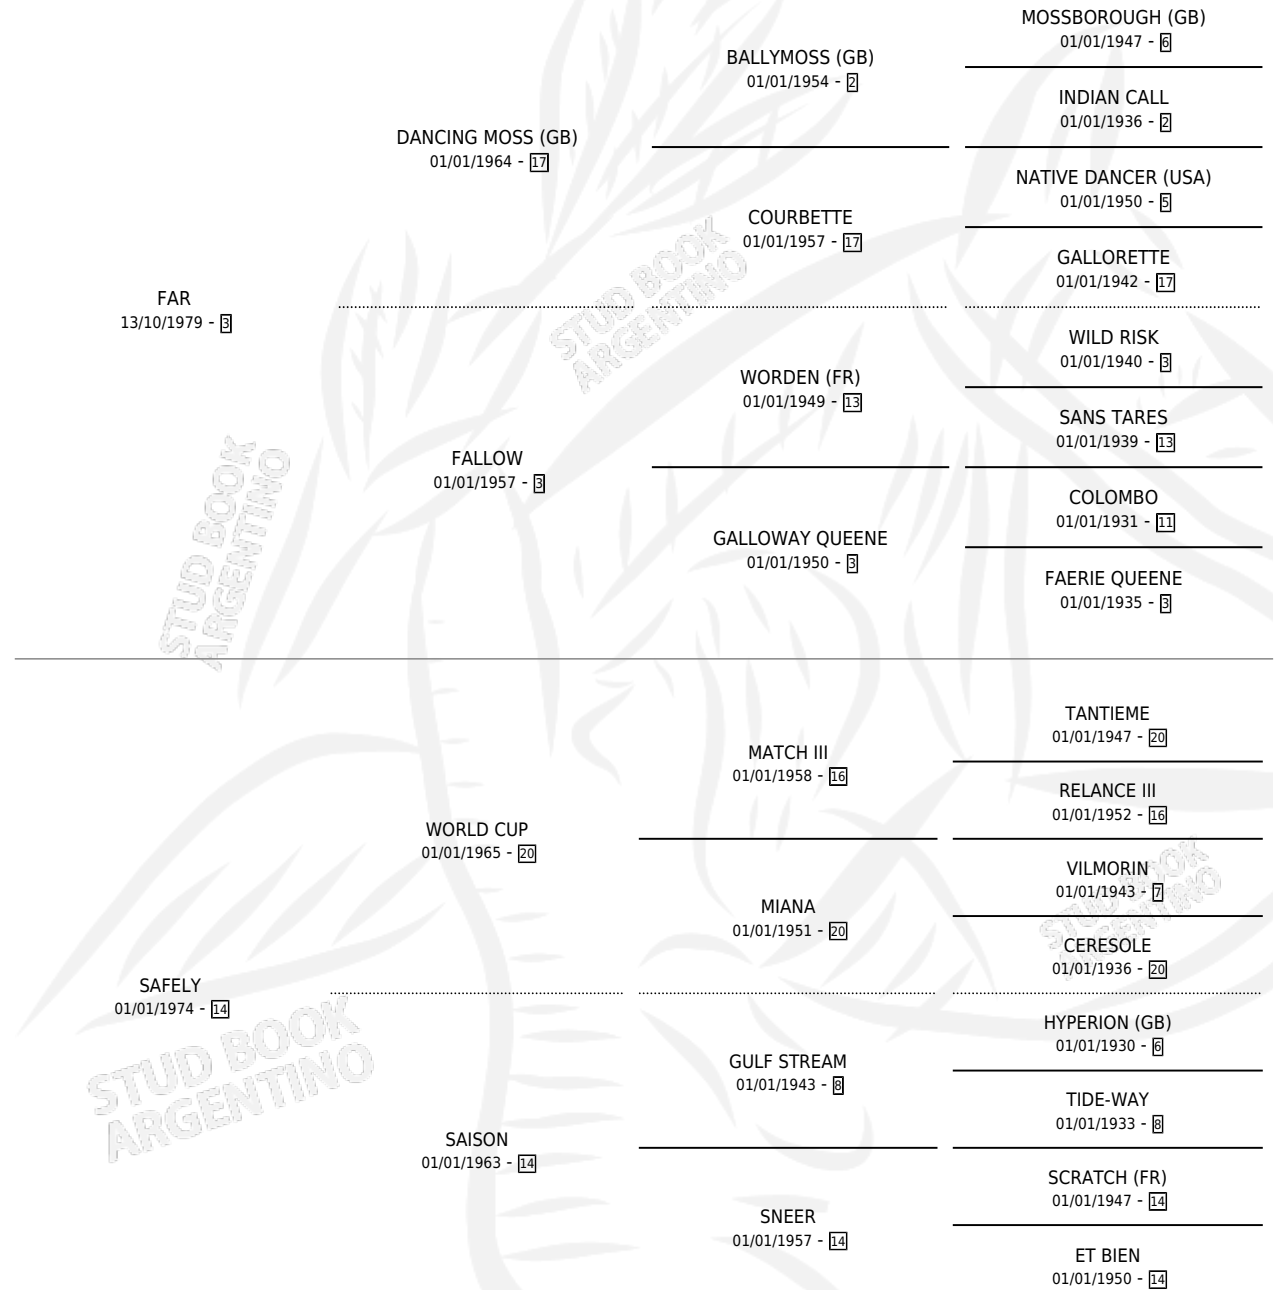 MOSSBOROUGH (GB)
01/01/1947 - 6
BALLYMOSS (GB)
01/01/1954 - 2
INDIAN CALL
01/01/1936 - 2
DANCING MOSS (GB)
01/01/1964 - 17
NATIVE DANCER (USA)
01/01/1950 - 5
COURBETTE
01/01/1957 - 17
GALLORETTE
01/01/1942 - 17
FAR
13/10/1979 - 3
WILD RISK
01/01/1940 - 3
WORDEN (FR)
01/01/1949 - 13
SANS TARES
01/01/1939 - 13
FALLOW
01/01/1957 - 3
COLOMBO
01/01/1931 - 11
GALLOWAY QUEENE
01/01/1950 - 3
FAERIE QUEENE
01/01/1935 - 3
TANTIEME
01/01/1947 - 20
MATCH III
01/01/1958 - 16
RELANCE III
01/01/1952 - 16
WORLD CUP
01/01/1965 - 20
VILMORIN
01/01/1943 - 7
MIANA
01/01/1951 - 20
CERESOLE
01/01/1936 - 20
SAFELY
01/01/1974 - 14
HYPERION (GB)
01/01/1930 - 6
GULF STREAM
01/01/1943 - 8
TIDE-WAY
01/01/1933 - 8
SAISON
01/01/1963 - 14
SCRATCH (FR)
01/01/1947 - 14
SNEER
01/01/1957 - 14
ET BIEN
01/01/1950 - 14
STUD BOOK
ARGENTINO
STUD BOOK
ARGENTINO
STUD BOOK
ARGENTINO
STUD BOOK
ARGENTINO